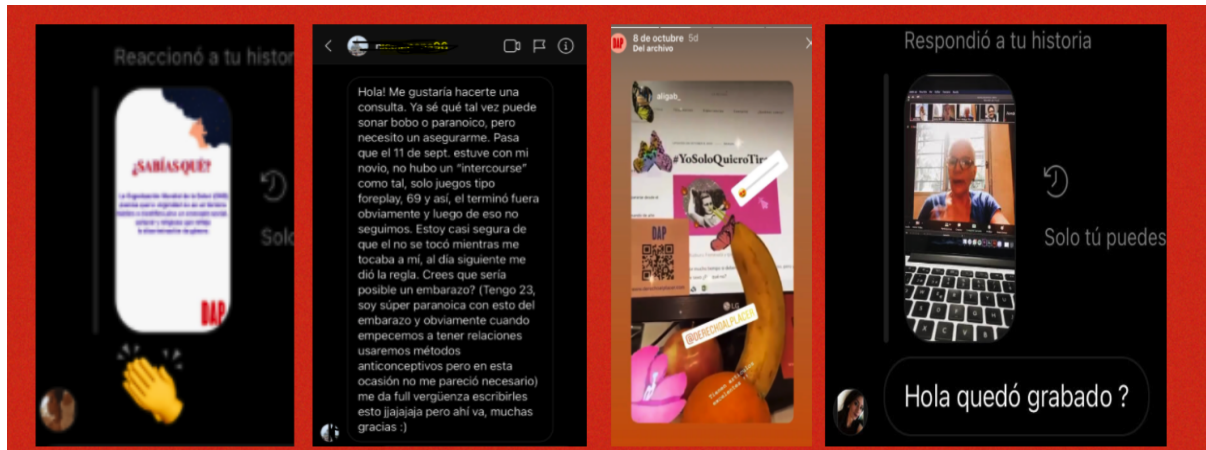 Reaccionó a tu histor
¿SABÍAS QUÉ?
DAP
Solo
Hola! Me gustaría hacerte una
consulta. Ya sé qué tal vez puede
sonar bobo o paranoico, pero
necesito un asegurarme. Pasa
que el 11 de sept. estuve con mi
novio, no hubo un “intercourse”
como tal, solo juegos tipo
foreplay, 69 y así, el terminó fuera
obviamente y luego de eso no
seguimos. Estoy casi segura de
que el no se tocó mientras me
tocaba a mí, al día siguiente me
dió la regla. Crees que sería
posible un embarazo? (Tengo 23,
soy súper paranoica con esto del
embarazo y obviamente cuando
empecemos a tener relaciones
usaremos métodos
anticonceptivos pero en esta
ocasión no me pareció necesario)
me da full vergüenza escribirles
esto jjajajaja pero ahí va, muchas
gracias :)
DAP
8 de octubre 5d
Del archivo
aligab_
#YoSoloQuieroTira
DAP
LG
@DERECHOALPLACER
Respondió a tu historia
Solo tú puedes
Hola quedó grabado ?